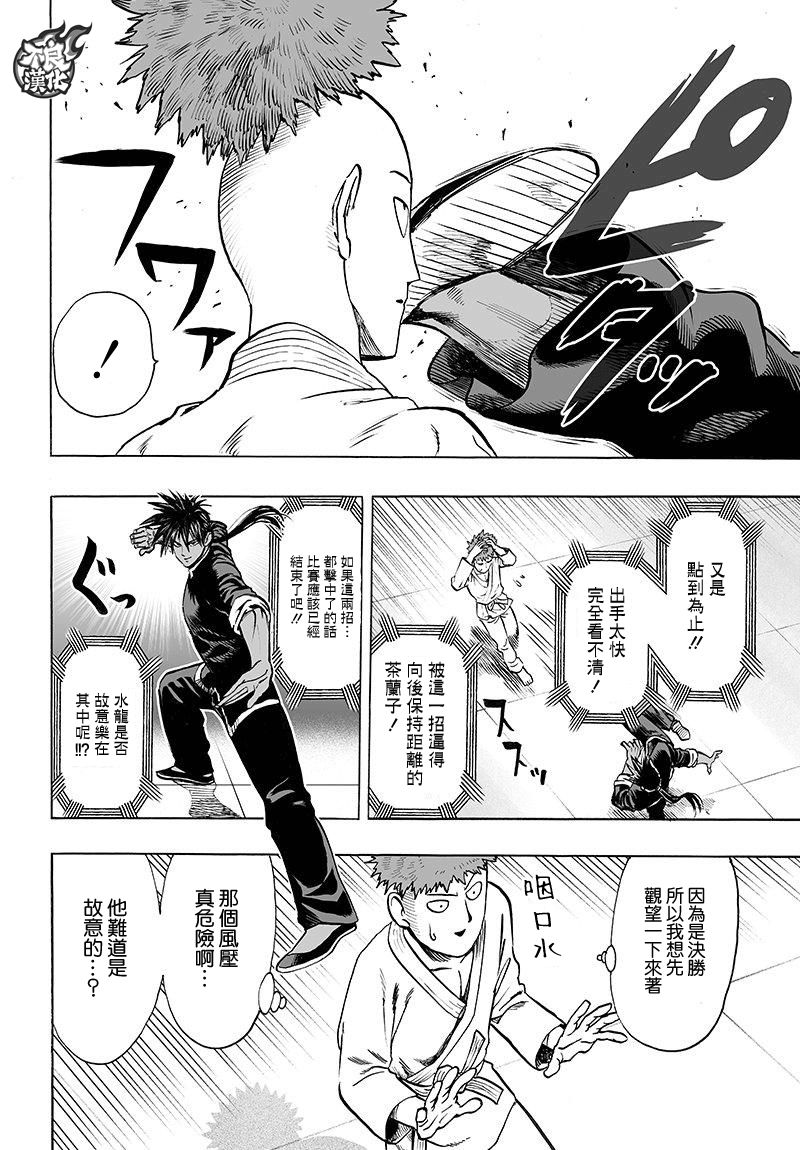 大狼
漢化
ピタッ
フワァ
！
又是
點到為止!!
出手太快
完全看不清！
被這一招逼得
向後保持距離的
茶蘭子！
スススッ
如果這兩招…
都擊中了的話
比賽應該已經
結束了吧!!
ぐっ
水龍是否
故意樂在
其中呢!!?
因為是決勝
所以我想先
觀望一下來著
咽口水
那個風壓
真危險啊…
他難道是
故意的…？